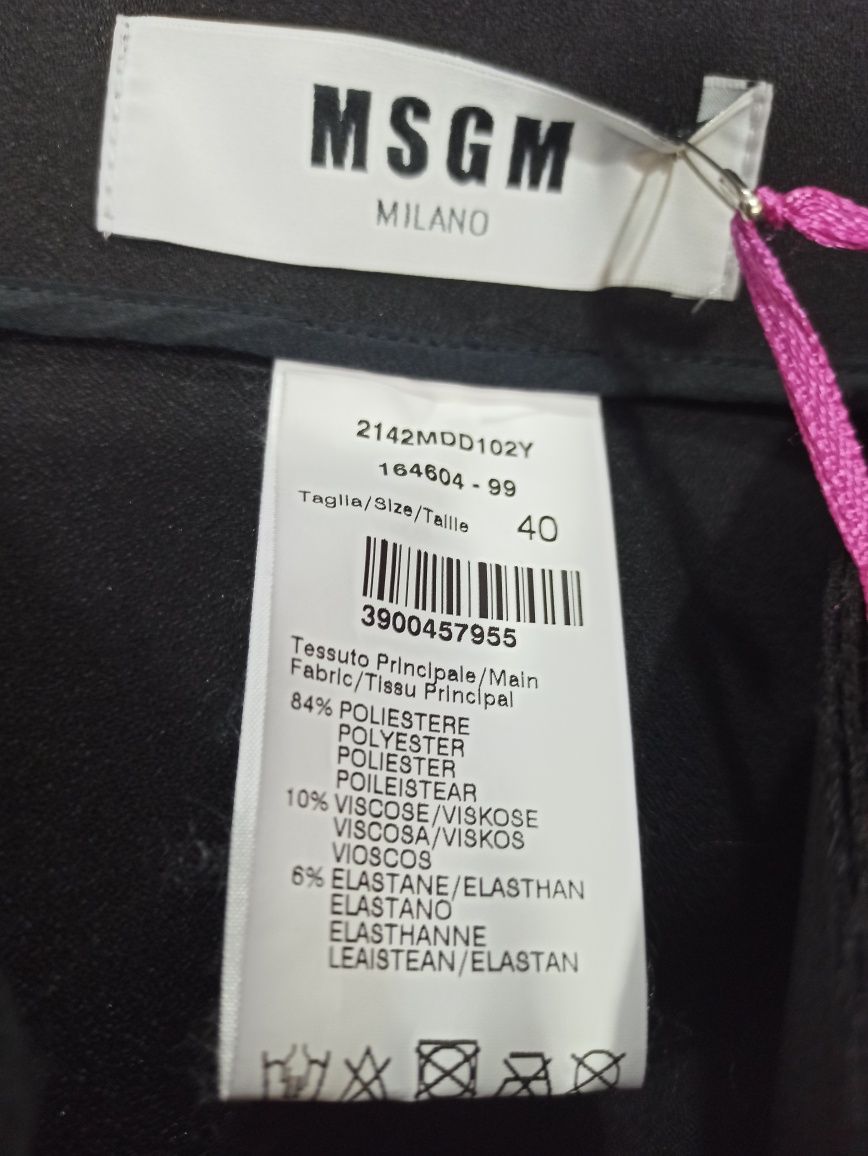 MSGM
MILANO
2142MDD102Y
164604 - 99
Taglia/Size/Taille 40
3900457955
Tessuto Principale/Main
Fabric/Tissu Principal
84% POLIESTERE
POLYESTER
POLIESTER
POILEISTEAR
10% VISCOSE/VISKOSE
VISCOSA/VISKOS
VIOSCOS
6% ELASTANE/ELASTHAN
ELASTANO
ELASTHANNE
LEAISTEAN/ELASTAN